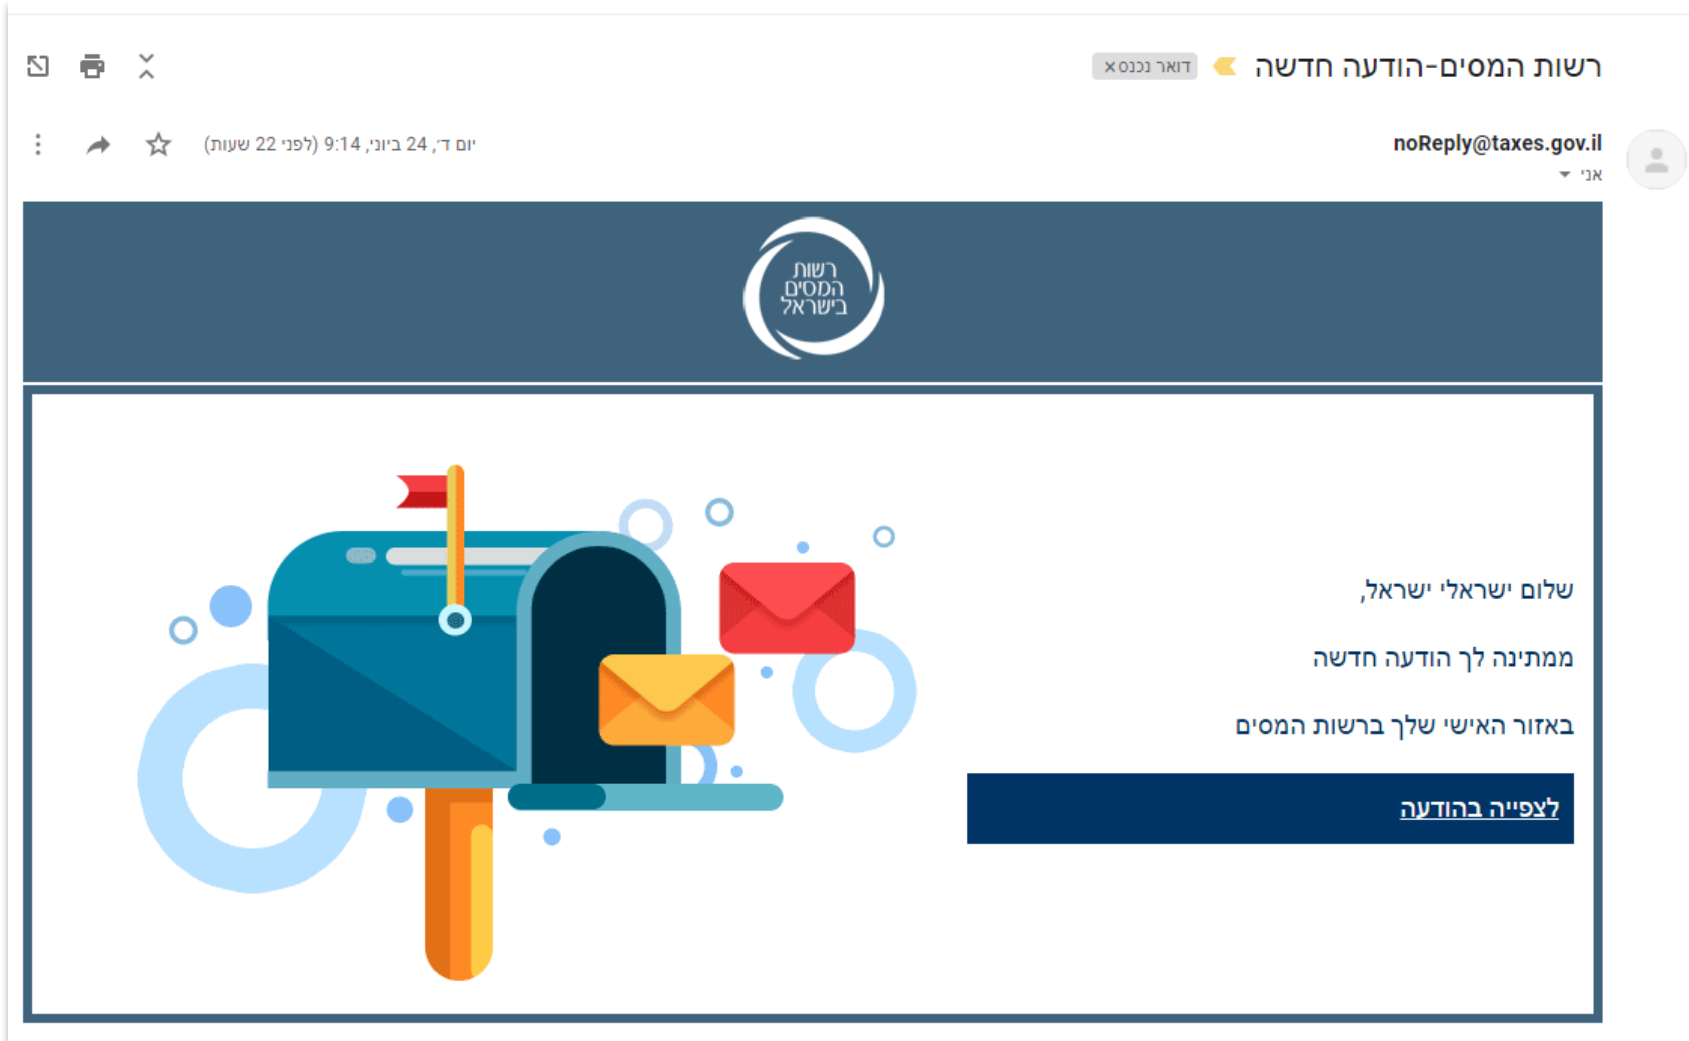 רשות המסים-הודעה חדשה
דואר נכנס x
noReply@taxes.gov.il
יום ד׳, 24 ביוני, 9:14 (לפני 22 שעות)
אני
רשות
המסים
בישראל
שלום ישראלי ישראל,
ממתינה לך הודעה חדשה
באזור האישי שלך ברשות המסים
לצפייה בהודעה